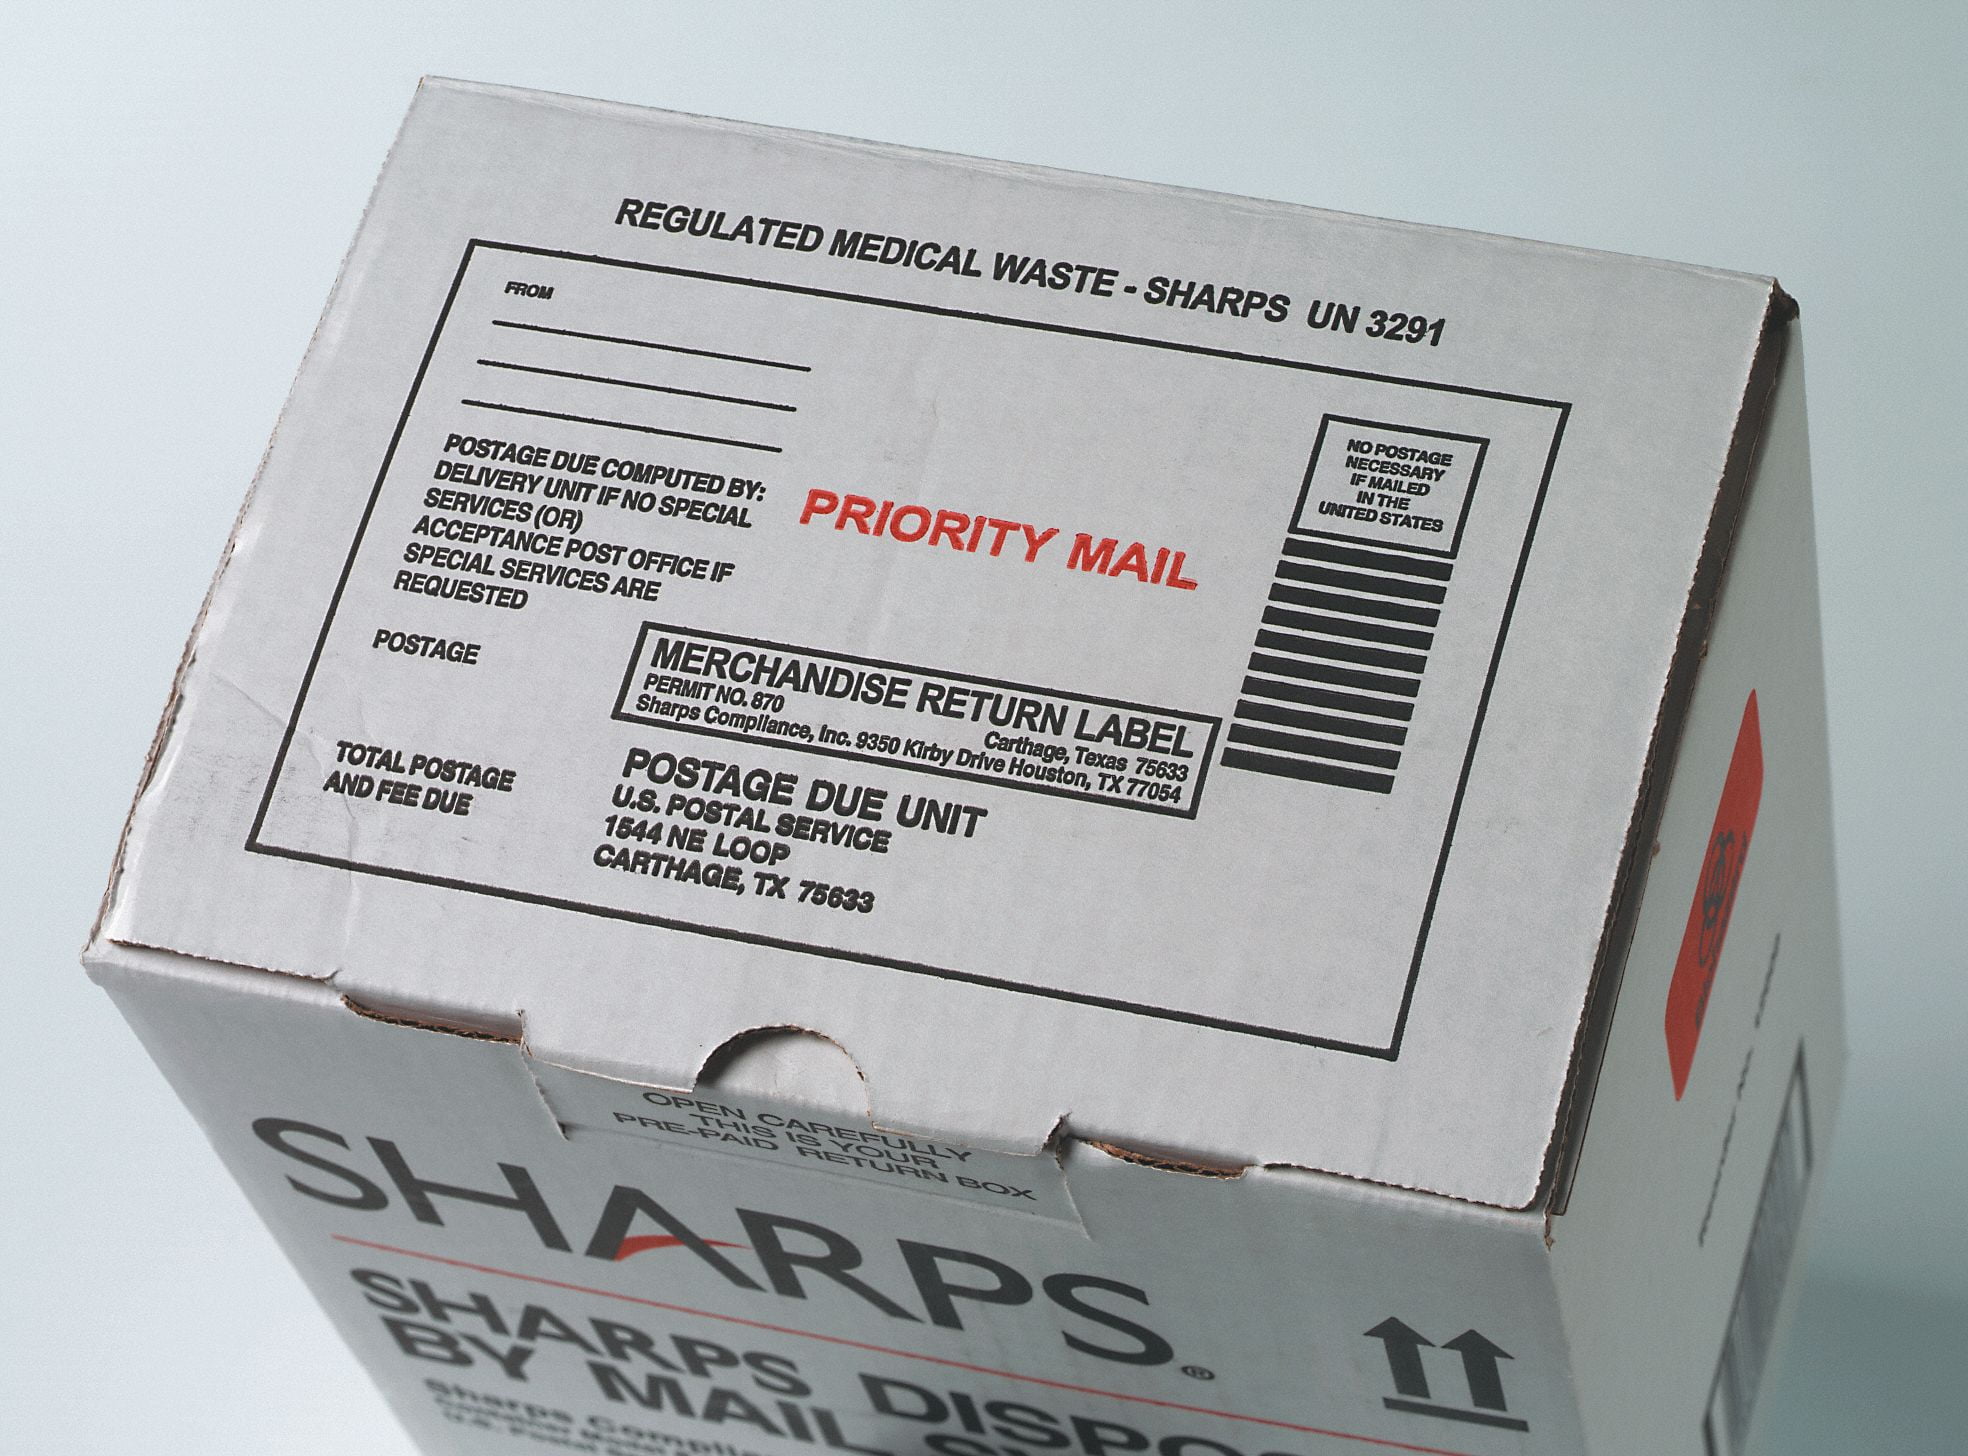 REGULATED MEDICAL WASTE - SHARPS UN 3291
FROM
POSTAGE DUE COMPUTED BY:
DELIVERY UNIT IF NO SPECIAL
SERVICES (OR)
ACCEPTANCE POST OFFICE IF
SPECIAL SERVICES ARE
REQUESTED
POSTAGE
TOTAL POSTAGE
AND FEE DUE
PRIORITY MAIL
NO POSTAGE
NECESSARY
IF MAILED
IN THE
UNITED STATES
MERCHANDISE RETURN LABEL
PERMIT NO. 870 Carthage, Texas 75633
Sharps Compliance, Inc. 9350 Kirby Drive Houston, TX 77054
POSTAGE DUE UNIT
U.S. POSTAL SERVICE
1544 NE LOOP
CARTHAGE, TX 75633
OPEN CAREFULLY
THIS IS YOUR
PRE-PAID RETURN BOX
SHARPS®
SHARPS
BY MAIL
Sharps
U.S.